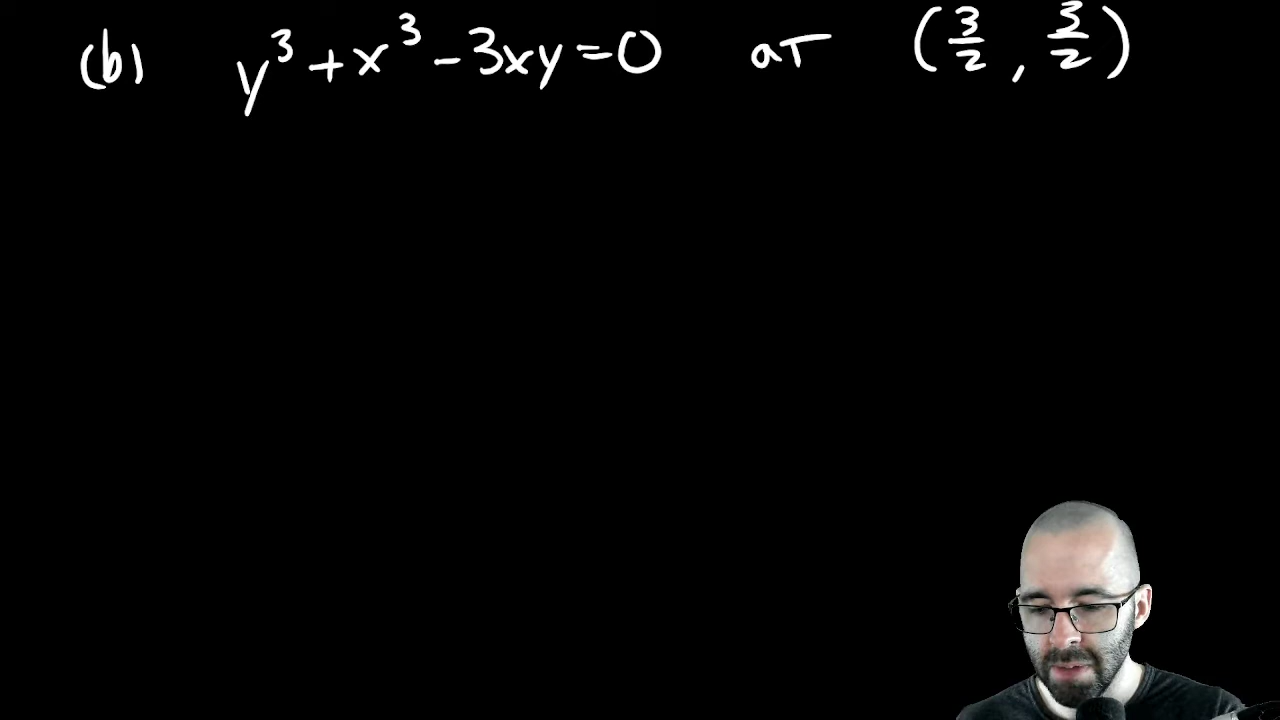 (b) y³ + x³ - 3xy = 0 at (3/2, 3/2)